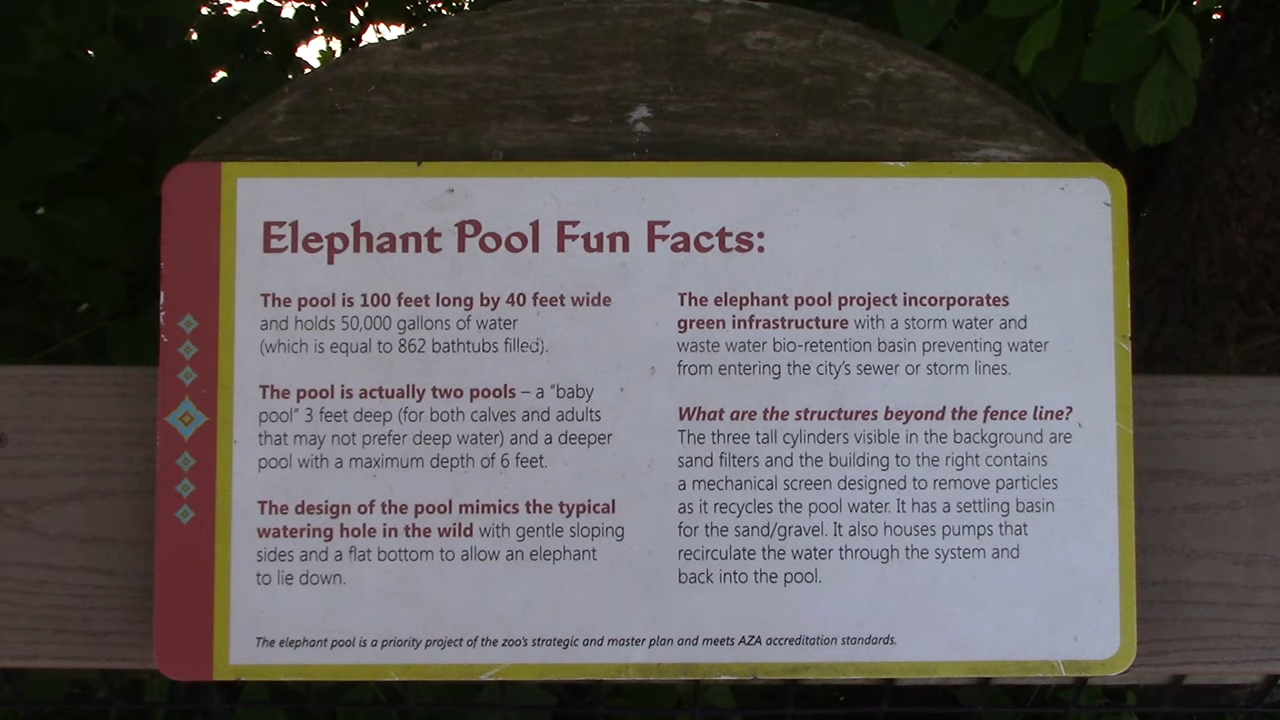 Elephant Pool Fun Facts:
The pool is 100 feet long by 40 feet wide
and holds 50,000 gallons of water
(which is equal to 862 bathtubs filled).
The pool is actually two pools – a "baby
pool" 3 feet deep (for both calves and adults
that may not prefer deep water) and a deeper
pool with a maximum depth of 6 feet.
The design of the pool mimics the typical
watering hole in the wild with gentle sloping
sides and a flat bottom to allow an elephant
to lie down.
The elephant pool project incorporates
green infrastructure with a storm water and
waste water bio-retention basin preventing water
from entering the city's sewer or storm lines.
What are the structures beyond the fence line?
The three tall cylinders visible in the background are
sand filters and the building to the right contains
a mechanical screen designed to remove particles
as it recycles the pool water. It has a settling basin
for the sand/gravel. It also houses pumps that
recirculate the water through the system and
back into the pool.
The elephant pool is a priority project of the zoo's strategic and master plan and meets AZA accreditation standards.